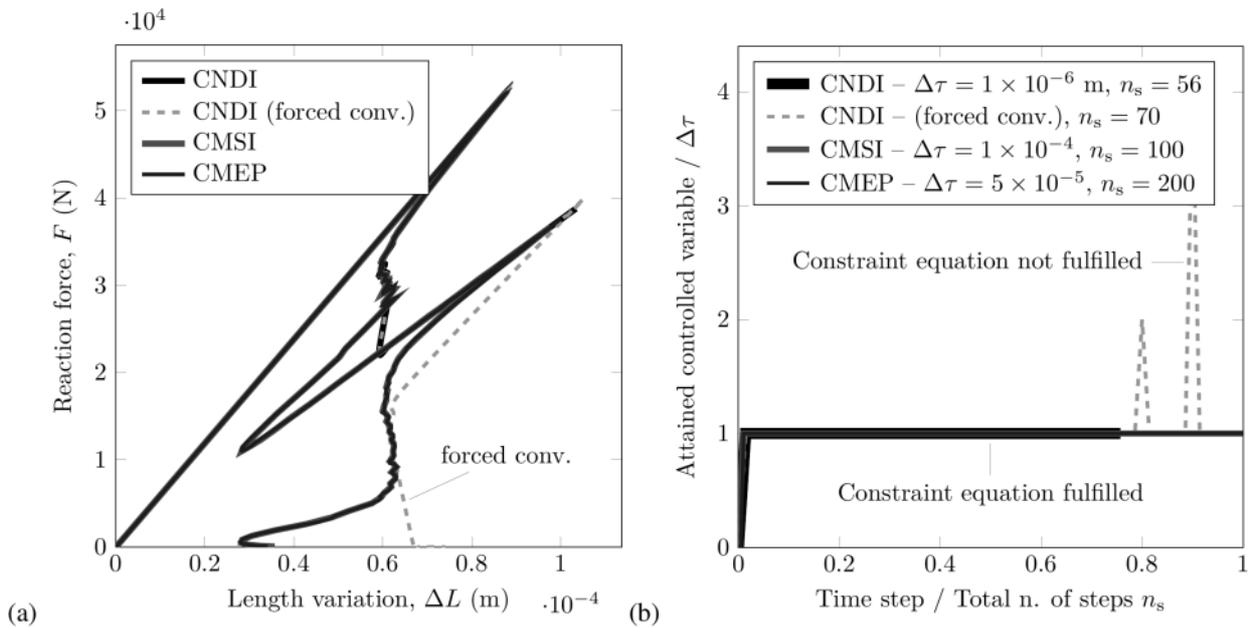 ·10⁴
CNDI
CNDI (forced conv.)
CMSI
CMEP
5
4
3
2
1
0
Reaction force, F (N)
forced conv.
0 0.2 0.4 0.6 0.8 1
Length variation, ΔL (m) ·10⁻⁴
(a)
CNDI – Δτ = 1 × 10⁻⁶ m, nₛ = 56
CNDI – (forced conv.), nₛ = 70
CMSI – Δτ = 1 × 10⁻⁴, nₛ = 100
CMEP – Δτ = 5 × 10⁻⁵, nₛ = 200
4
3
2
1
0
Attained controlled variable / Δτ
Constraint equation not fulfilled
Constraint equation fulfilled
0 0.2 0.4 0.6 0.8 1
Time step / Total n. of steps nₛ
(b)